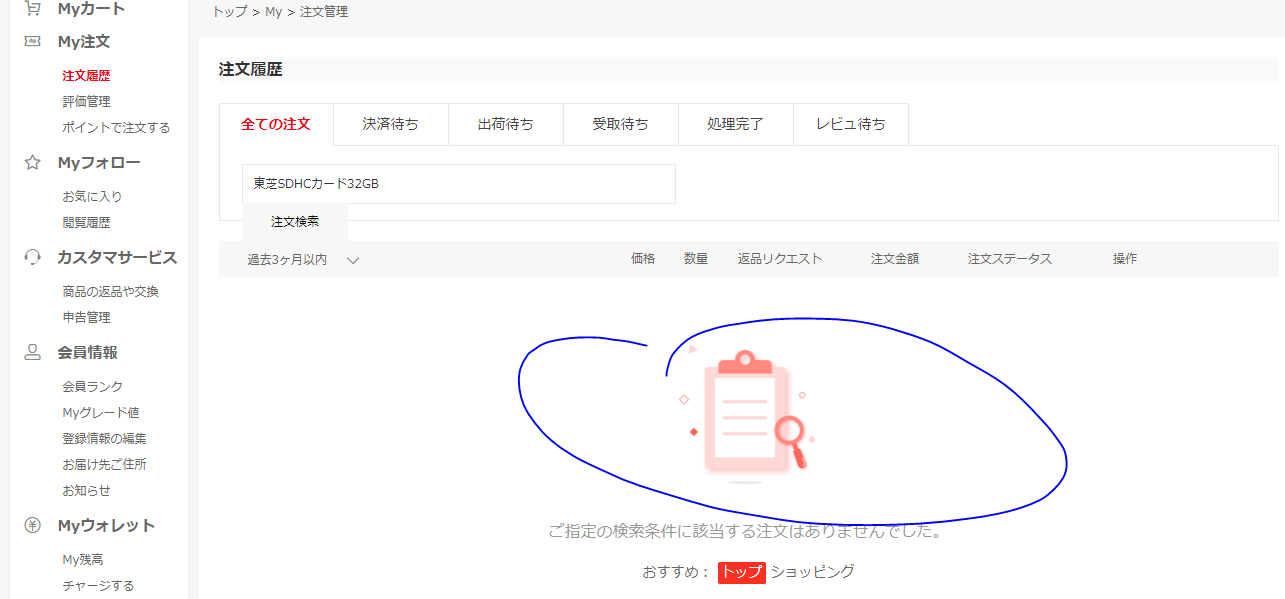 Myカート
My注文
注文履歴
評価管理
ポイントで注文する
Myフォロー
お気に入り
閲覧履歴
カスタマサービス
商品の返品や交換
申告管理
会員情報
会員ランク
Myグレード値
登録情報の編集
お届け先ご住所
お知らせ
Myウォレット
My残高
チャージする
トップ > My > 注文管理
注文履歴
全ての注文 決済待ち 出荷待ち 受取待ち 処理完了 レビュ待ち
東芝SDHCカード32GB
注文検索
過去3ヶ月以内 価格 数量 返品リクエスト 注文金額 注文ステータス 操作
ご指定の検索条件に該当する注文はありませんでした。
おすすめ： トップ ショッピング